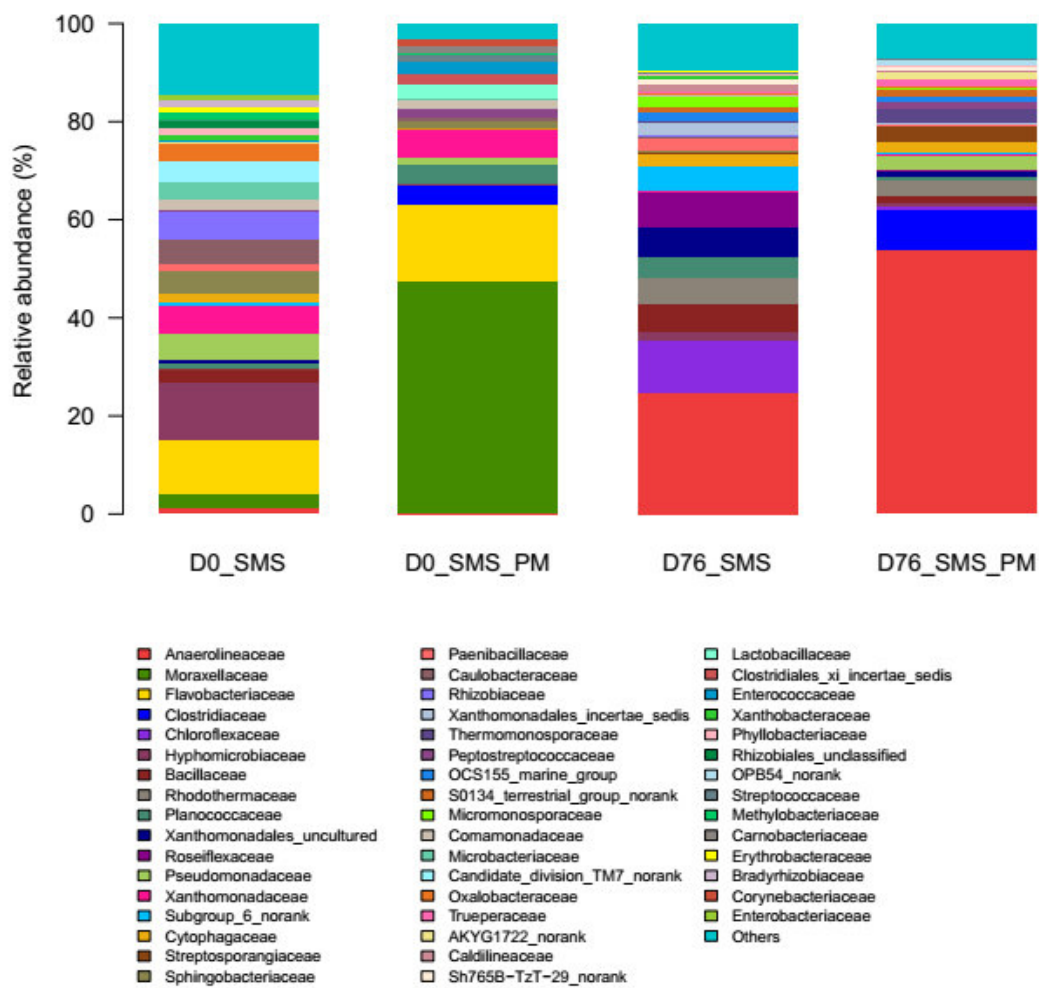 100
80
60
40
20
0
Relative abundance (%)
D0_SMS D0_SMS_PM D76_SMS D76_SMS_PM
Anaerolineaceae
Moraxellaceae
Flavobacteriaceae
Clostridiaceae
Chloroflexaceae
Hyphomicrobiaceae
Bacillaceae
Rhodothermaceae
Planococcaceae
Xanthomonadales_uncultured
Roseiflexaceae
Pseudomonadaceae
Xanthomonadaceae
Subgroup_6_norank
Cytophagaceae
Streptosporangiaceae
Sphingobacteriaceae
Paenibacillaceae
Caulobacteraceae
Rhizobiaceae
Xanthomonadales_incertae_sedis
Thermomonosporaceae
Peptostreptococcaceae
OCS155_marine_group
S0134_terrestrial_group_norank
Micromonosporaceae
Comamonadaceae
Microbacteriaceae
Candidate_division_TM7_norank
Oxalobacteraceae
Trueperaceae
AKYG1722_norank
Caldilineaceae
Sh765B−TzT−29_norank
Lactobacillaceae
Clostridiales_xi_incertae_sedis
Enterococcaceae
Xanthobacteraceae
Phyllobacteriaceae
Rhizobiales_unclassified
OPB54_norank
Streptococcaceae
Methylobacteriaceae
Carnobacteriaceae
Erythrobacteraceae
Bradyrhizobiaceae
Corynebacteriaceae
Enterobacteriaceae
Others